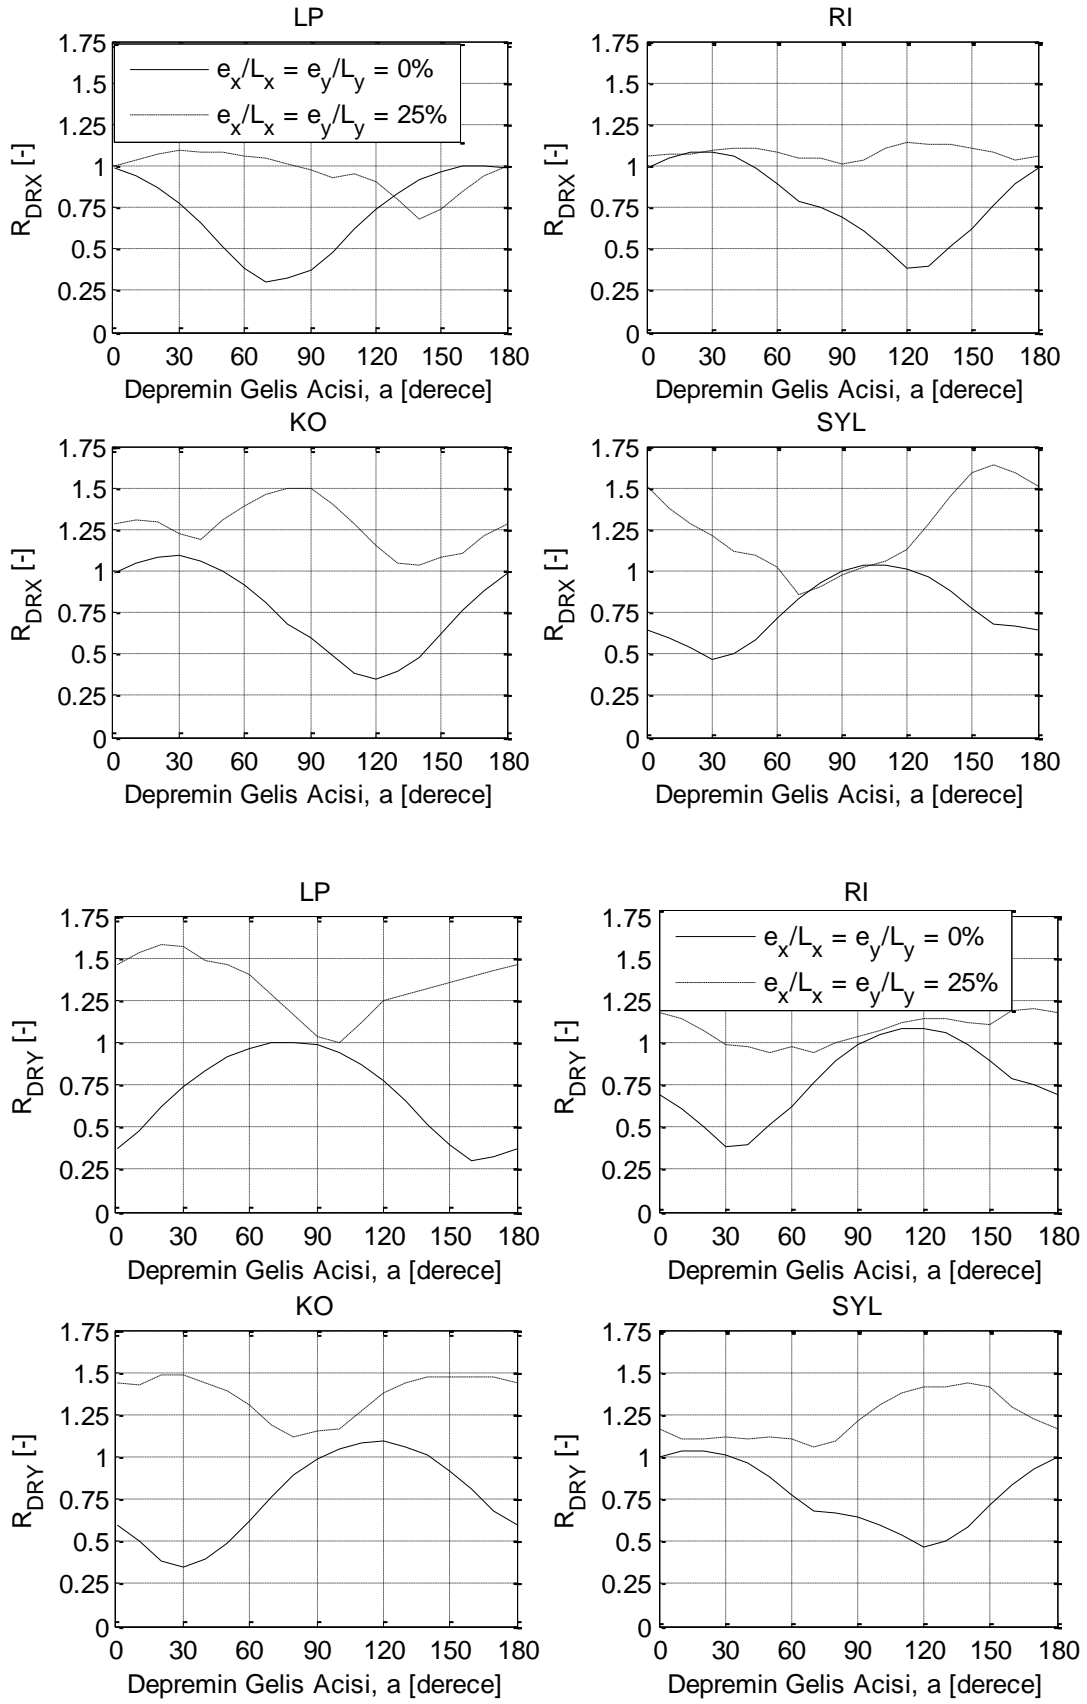 LP
1.75
1.5
1.25
1
0.75
0.5
0.25
0
R_DRX [-]
e_x/L_x = e_y/L_y = 0%
e_x/L_x = e_y/L_y = 25%
0 30 60 90 120 150 180
Depremin Gelis Acisi, a [derece]
RI
1.75
1.5
1.25
1
0.75
0.5
0.25
0
R_DRX [-]
0 30 60 90 120 150 180
Depremin Gelis Acisi, a [derece]
KO
1.75
1.5
1.25
1
0.75
0.5
0.25
0
R_DRX [-]
0 30 60 90 120 150 180
Depremin Gelis Acisi, a [derece]
SYL
1.75
1.5
1.25
1
0.75
0.5
0.25
0
R_DRX [-]
0 30 60 90 120 150 180
Depremin Gelis Acisi, a [derece]
LP
1.75
1.5
1.25
1
0.75
0.5
0.25
0
R_DRY [-]
0 30 60 90 120 150 180
Depremin Gelis Acisi, a [derece]
RI
1.75
1.5
1.25
1
0.75
0.5
0.25
0
R_DRY [-]
e_x/L_x = e_y/L_y = 0%
e_x/L_x = e_y/L_y = 25%
0 30 60 90 120 150 180
Depremin Gelis Acisi, a [derece]
KO
1.75
1.5
1.25
1
0.75
0.5
0.25
0
R_DRY [-]
0 30 60 90 120 150 180
Depremin Gelis Acisi, a [derece]
SYL
1.75
1.5
1.25
1
0.75
0.5
0.25
0
R_DRY [-]
0 30 60 90 120 150 180
Depremin Gelis Acisi, a [derece]